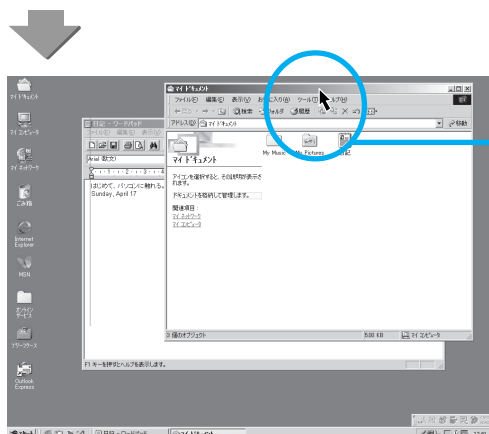 マイ ドキュメント
マイ コンピュータ
マイ ネットワーク
ごみ箱
Internet
Explorer
MSN
オンライン
サービス
Outlook
Express
日記 - ワードパッド
ファイル(F) 編集(E) 表示(V)
Arial (欧文)
はじめて、パソコンに触れる。
Sunday, April 17
F1 キーを押すとヘルプを表示します。
マイ ドキュメント
ファイル(F) 編集(E) 表示(V) お気に入り(A) ツール(T) ヘルプ(H)
検索 フォルダ 履歴
アドレス(D) マイ ドキュメント
移動
マイ ドキュメント
アイコンを選択すると、その説明が表示さ
れます。
ドキュメントを格納して管理します。
関連項目:
マイ ネットワーク
マイ コンピュータ
My Music
My Pictures
日記
3 個のオブジェクト
500 KB
マイ コンピュータ
スタート
日記 - ワードパッド
マイ ドキュメント